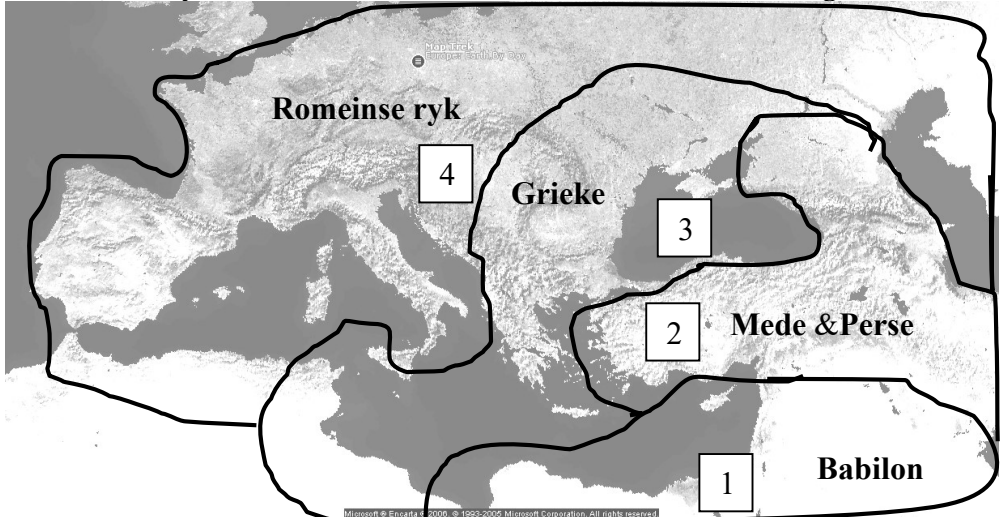 MapTrek
Romeinse ryk
4
Grieke
3
2
Mede &Perse
1
Babilon
Microsoft ® Encarta ® 2006. © 1993-2005 Microsoft Corporation. All rights reserved.